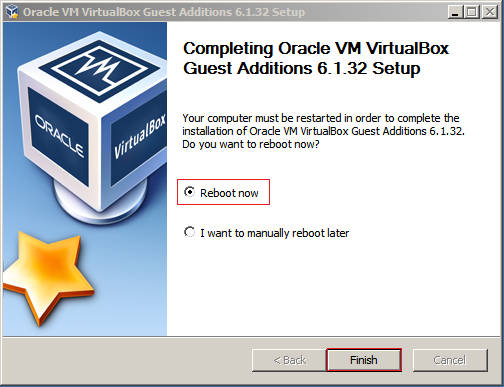 Oracle VM VirtualBox Guest Additions 6.1.32 Setup
Completing Oracle VM VirtualBox
Guest Additions 6.1.32 Setup
ORACLE
VirtualBox
Your computer must be restarted in order to complete the
installation of Oracle VM VirtualBox Guest Additions 6.1.32.
Do you want to reboot now?
Reboot now
I want to manually reboot later
< Back
Finish
Cancel